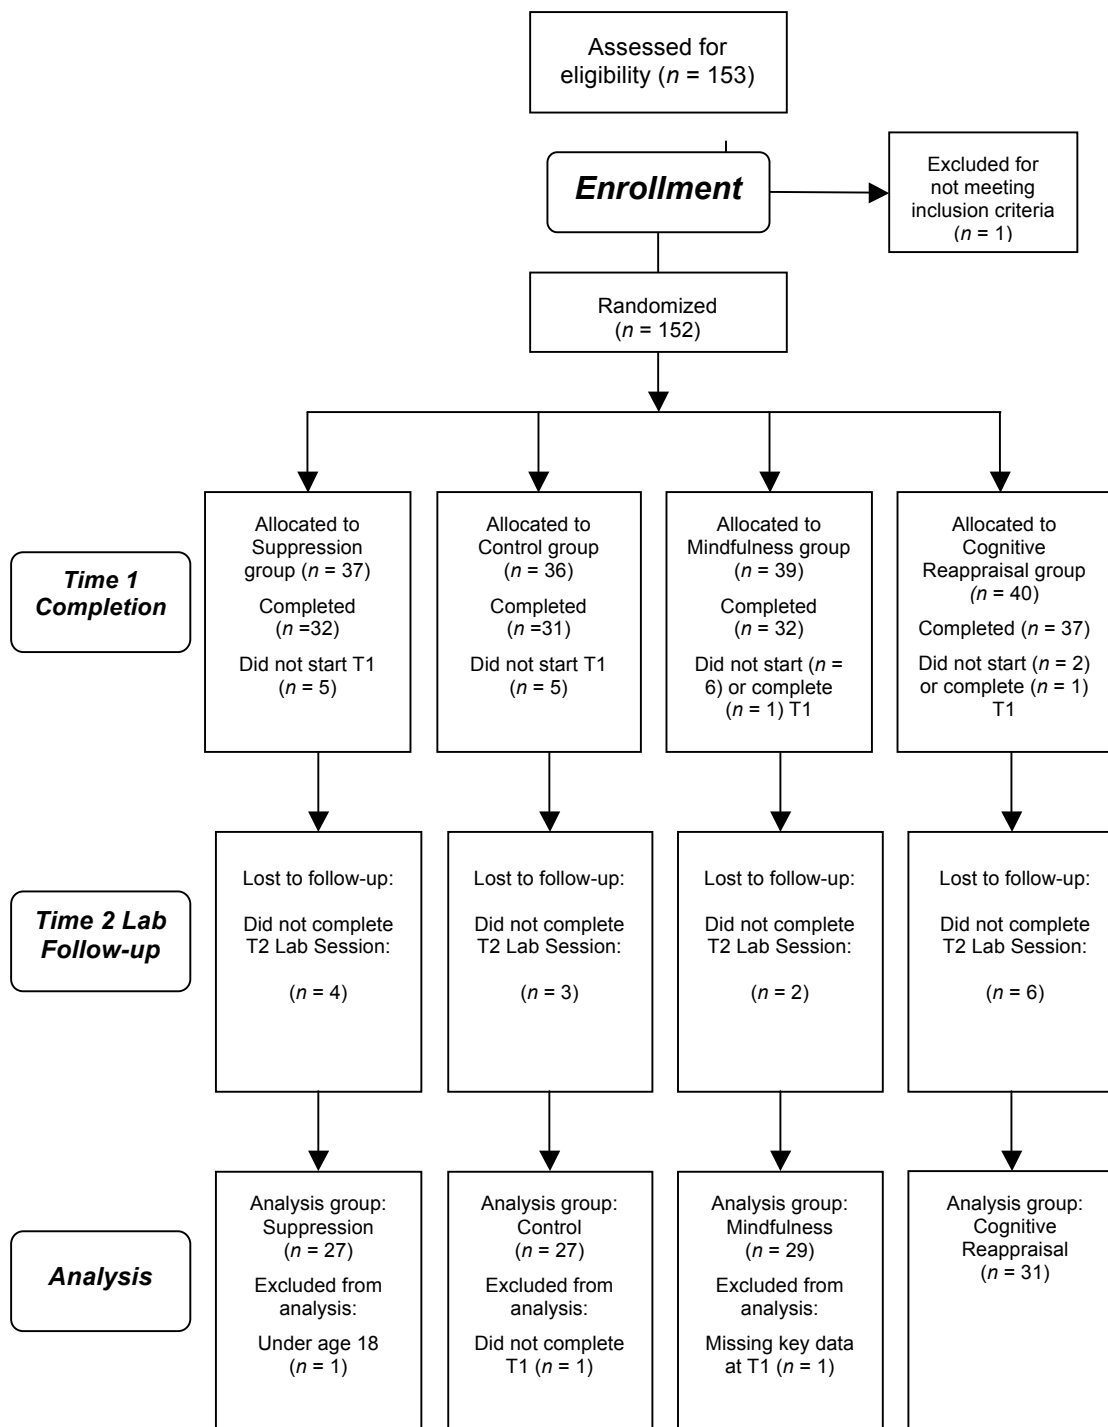 Assessed for
eligibility (n = 153)
Enrollment
Excluded for
not meeting
inclusion criteria
(n = 1)
Randomized
(n = 152)
Time 1
Completion
Allocated to
Suppression
group (n = 37)
Completed
(n =32)
Did not start T1
(n = 5)
Allocated to
Control group
(n = 36)
Completed
(n =31)
Did not start T1
(n = 5)
Allocated to
Mindfulness group
(n = 39)
Completed
(n = 32)
Did not start (n =
6) or complete
(n = 1) T1
Allocated to
Cognitive
Reappraisal group
(n = 40)
Completed (n = 37)
Did not start (n = 2)
or complete (n = 1)
T1
Time 2 Lab
Follow-up
Lost to follow-up:
Did not complete
T2 Lab Session:
(n = 4)
Lost to follow-up:
Did not complete
T2 Lab Session:
(n = 3)
Lost to follow-up:
Did not complete
T2 Lab Session:
(n = 2)
Lost to follow-up:
Did not complete
T2 Lab Session:
(n = 6)
Analysis
Analysis group:
Suppression
(n = 27)
Excluded from
analysis:
Under age 18
(n = 1)
Analysis group:
Control
(n = 27)
Excluded from
analysis:
Did not complete
T1 (n = 1)
Analysis group:
Mindfulness
(n = 29)
Excluded from
analysis:
Missing key data
at T1 (n = 1)
Analysis group:
Cognitive
Reappraisal
(n = 31)